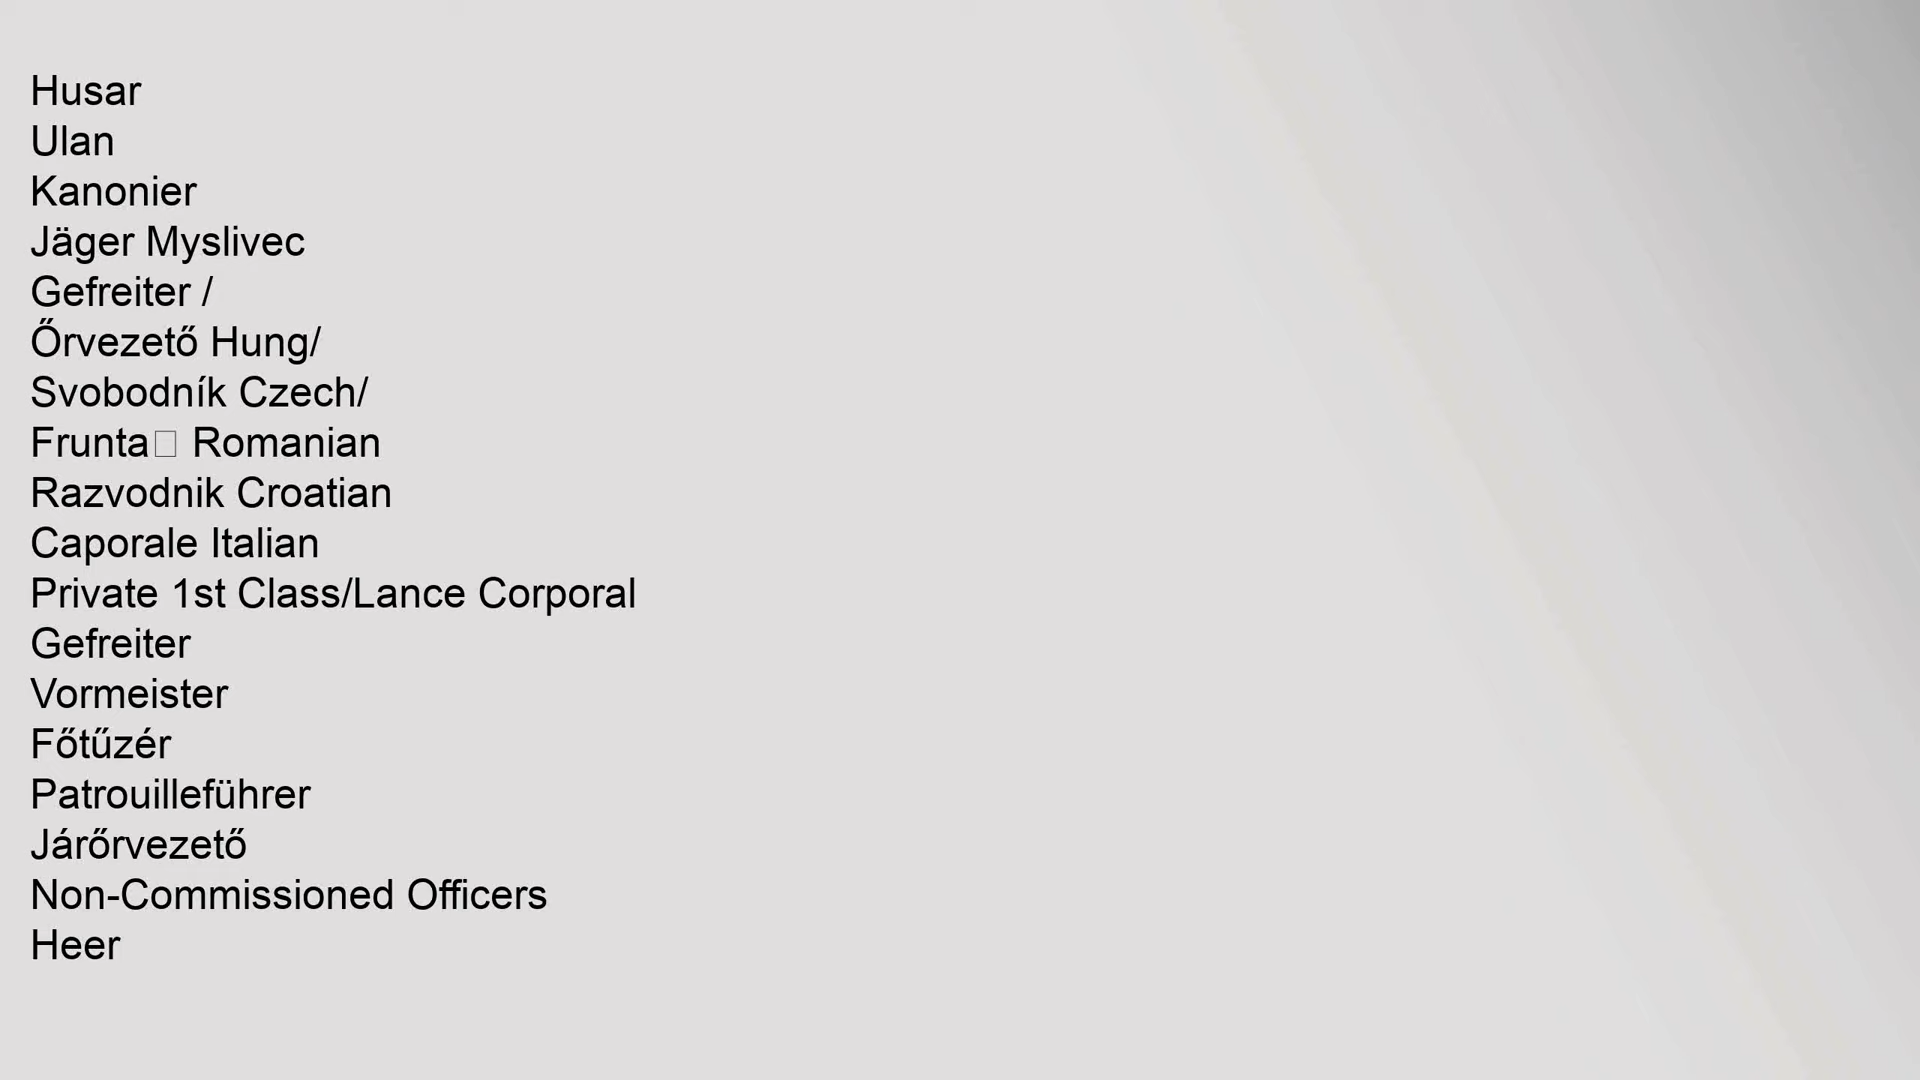 Husar
Ulan
Kanonier
Jäger Myslivec
Gefreiter /
Őrvezető Hung/
Svobodník Czech/
Frunta□ Romanian
Razvodnik Croatian
Caporale Italian
Private 1st Class/Lance Corporal
Gefreiter
Vormeister
Főtűzér
Patrouilleführer
Járőrvezető
Non-Commissioned Officers
Heer